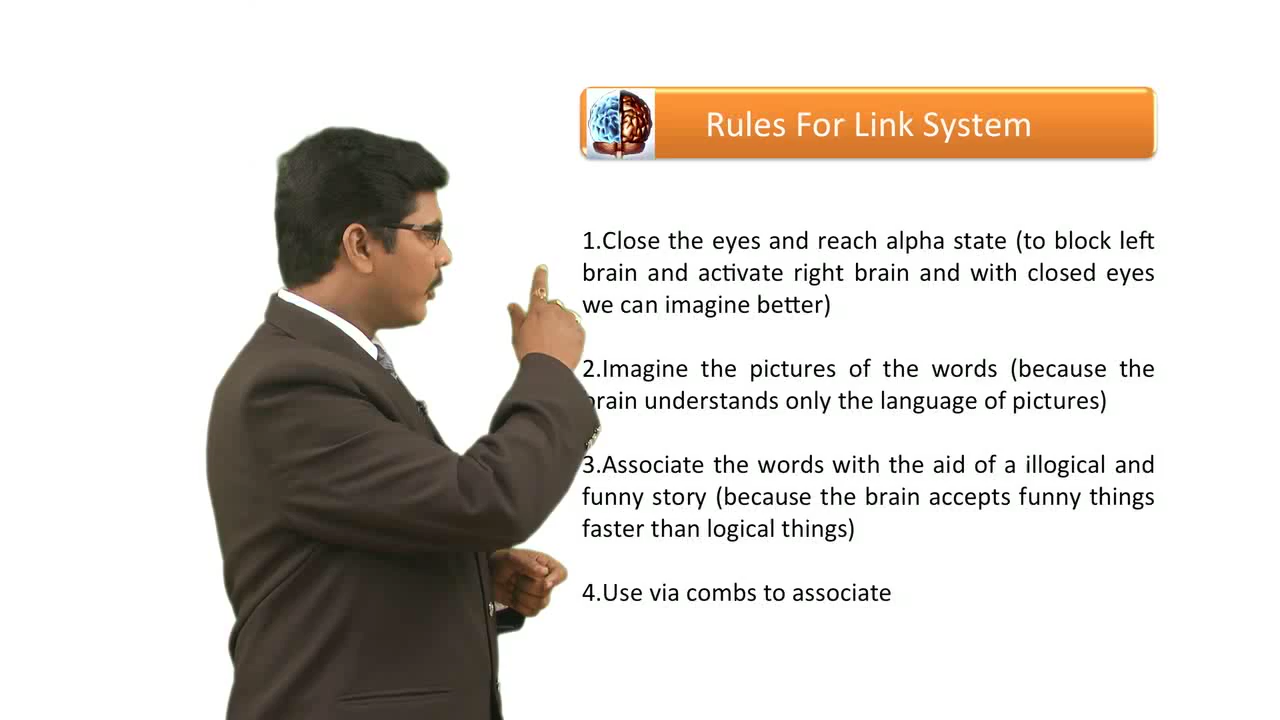 Rules For Link System
1.Close the eyes and reach alpha state (to block left
brain and activate right brain and with closed eyes
we can imagine better)
2.Imagine the pictures of the words (because the
brain understands only the language of pictures)
3.Associate the words with the aid of a illogical and
funny story (because the brain accepts funny things
faster than logical things)
4.Use via combs to associate